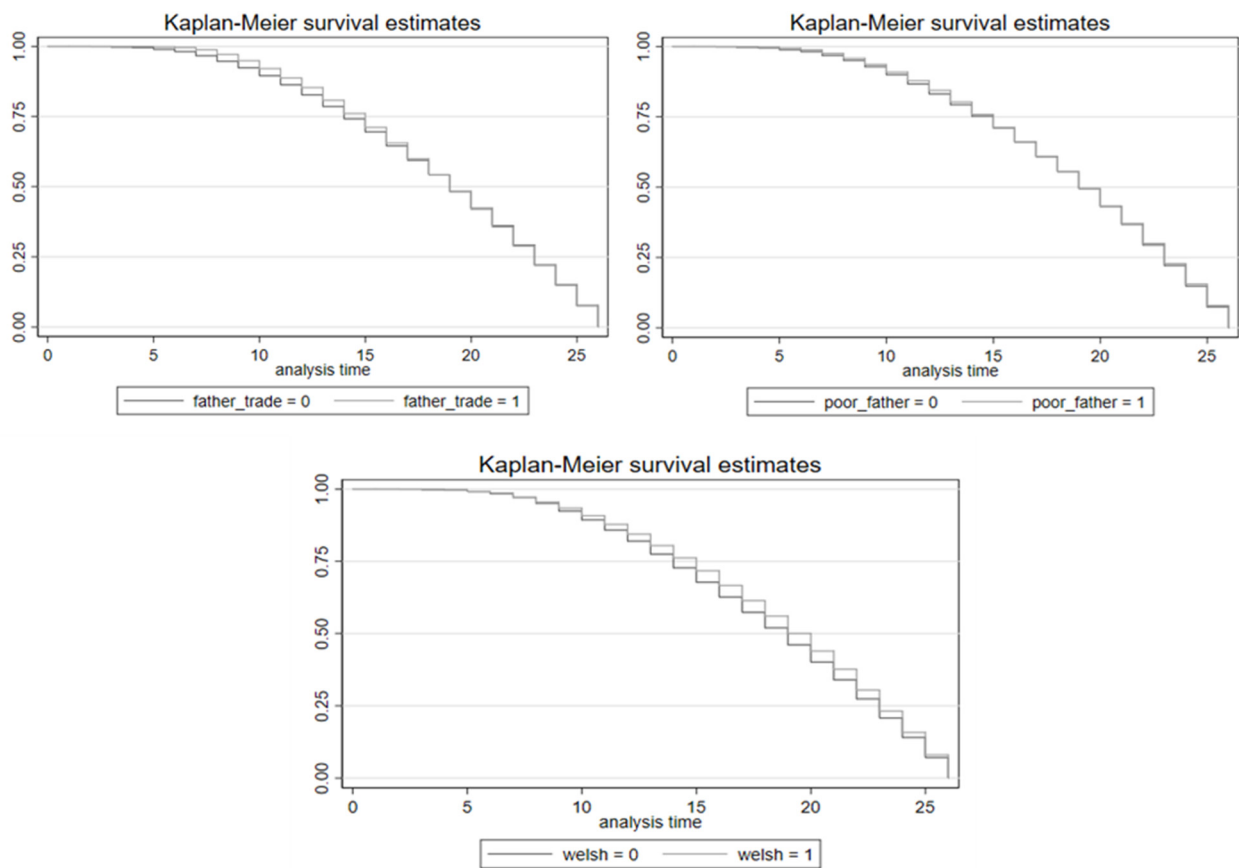 Kaplan-Meier survival estimates
1.00
0.75
0.50
0.25
0.00
0 5 10 15 20 25
analysis time
father_trade = 0 father_trade = 1
Kaplan-Meier survival estimates
1.00
0.75
0.50
0.25
0.00
0 5 10 15 20 25
analysis time
poor_father = 0 poor_father = 1
Kaplan-Meier survival estimates
1.00
0.75
0.50
0.25
0.00
0 5 10 15 20 25
analysis time
welsh = 0 welsh = 1